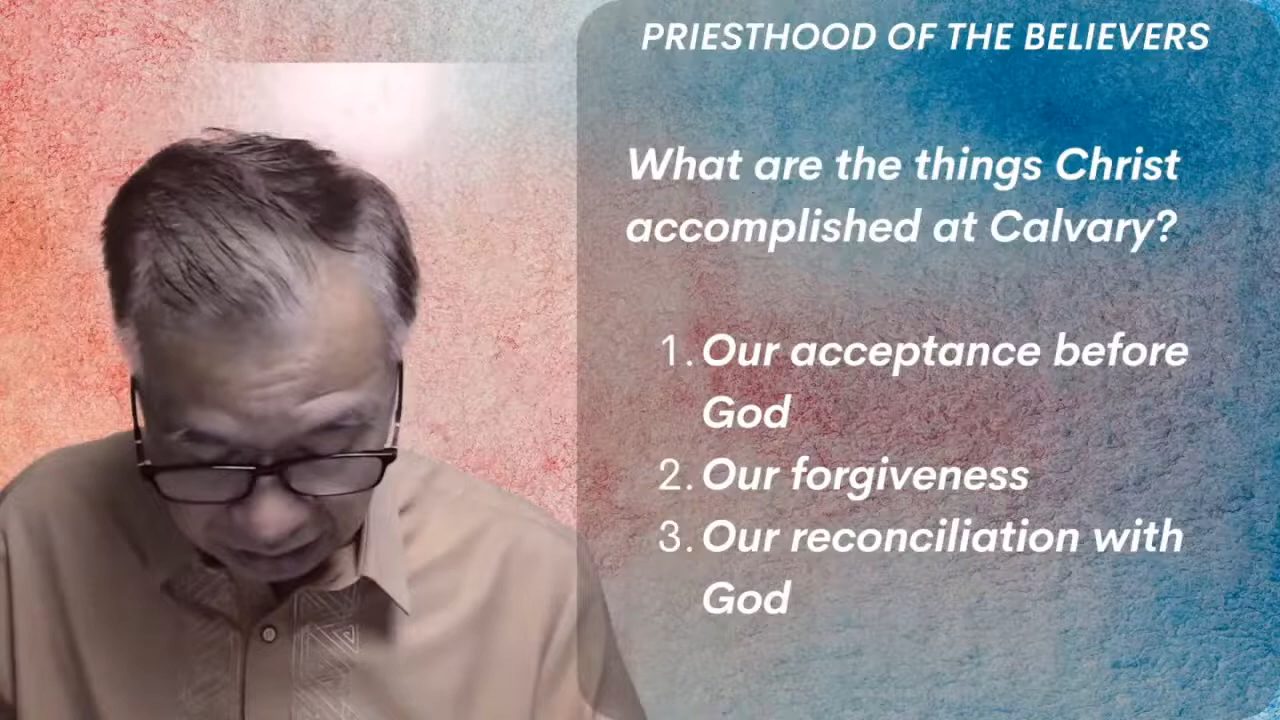 PRIESTHOOD OF THE BELIEVERS
What are the things Christ
accomplished at Calvary?
1. Our acceptance before
God
2. Our forgiveness
3. Our reconciliation with
God